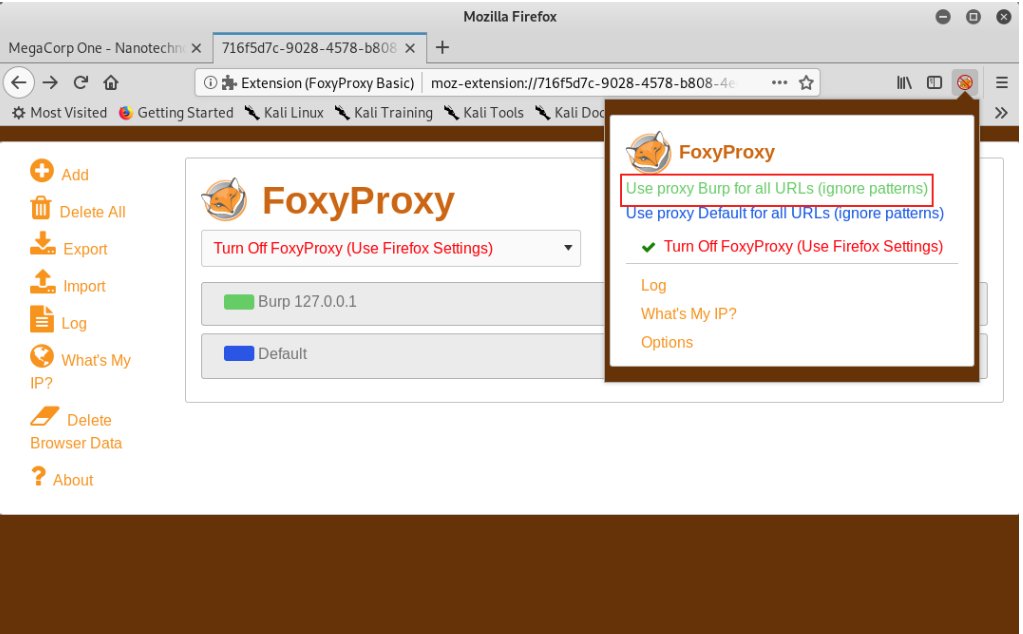 Mozilla Firefox
MegaCorp One - Nanotechn
716f5d7c-9028-4578-b808
Extension (FoxyProxy Basic) moz-extension://716f5d7c-9028-4578-b808-4e
Most Visited Getting Started Kali Linux Kali Training Kali Tools Kali Doc
FoxyProxy
Use proxy Burp for all URLs (ignore patterns)
Use proxy Default for all URLs (ignore patterns)
Turn Off FoxyProxy (Use Firefox Settings)
Log
What's My IP?
Options
Add
Delete All
Export
Import
Log
What's My
IP?
Delete
Browser Data
About
FoxyProxy
Turn Off FoxyProxy (Use Firefox Settings)
Burp 127.0.0.1
Default